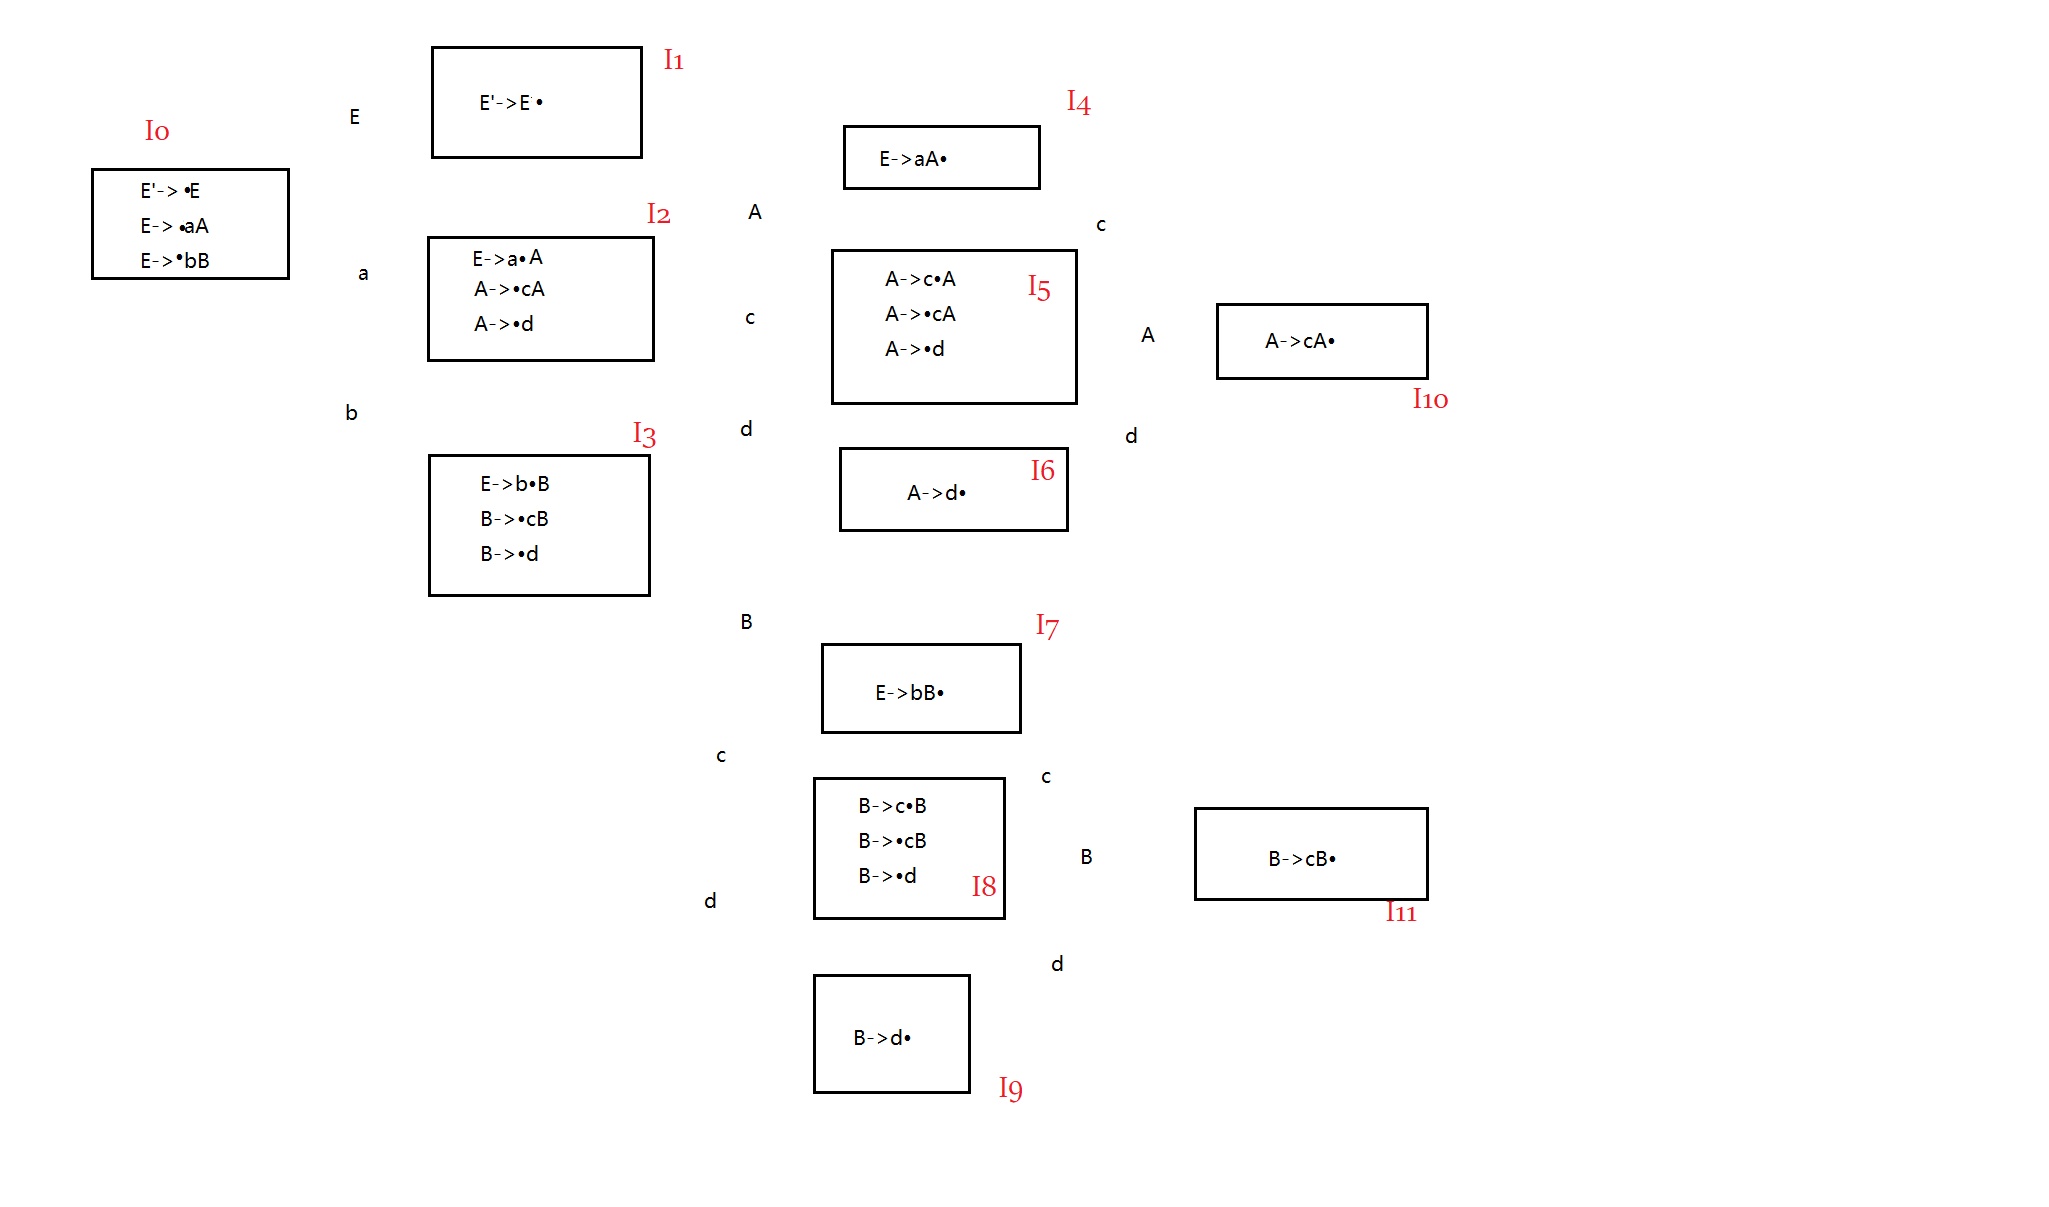 I0
E'-> •E
E-> •aA
E->•bB
E
a
b
I1
E'->E •
I2
E->a•A
A->•cA
A->•d
I3
E->b•B
B->•cB
B->•d
A
c
d
B
c
d
I4
E->aA•
I5
A->c•A
A->•cA
A->•d
I6
A->d•
I7
E->bB•
B->c•B
B->•cB
B->•d
I8
B->d•
I9
c
A
d
c
B
d
A->cA•
I10
B->cB•
I11